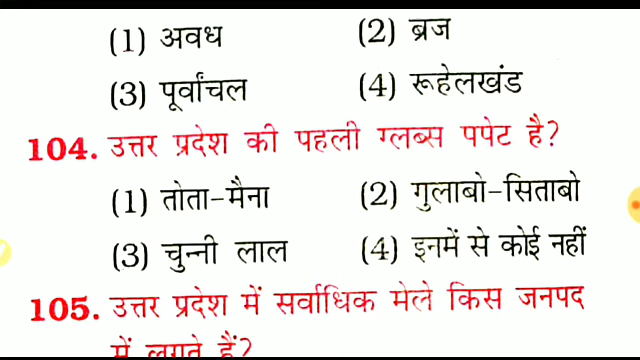 (1) अवध (2) ब्रज
(3) पूर्वांचल (4) रूहेलखंड
104. उत्तर प्रदेश की पहली ग्लब्स पपेट है?
(1) तोता-मैना (2) गुलाबो-सिताबो
(3) चुन्नी लाल (4) इनमें से कोई नहीं
105. उत्तर प्रदेश में सर्वाधिक मेले किस जनपद
में लगते हैं?